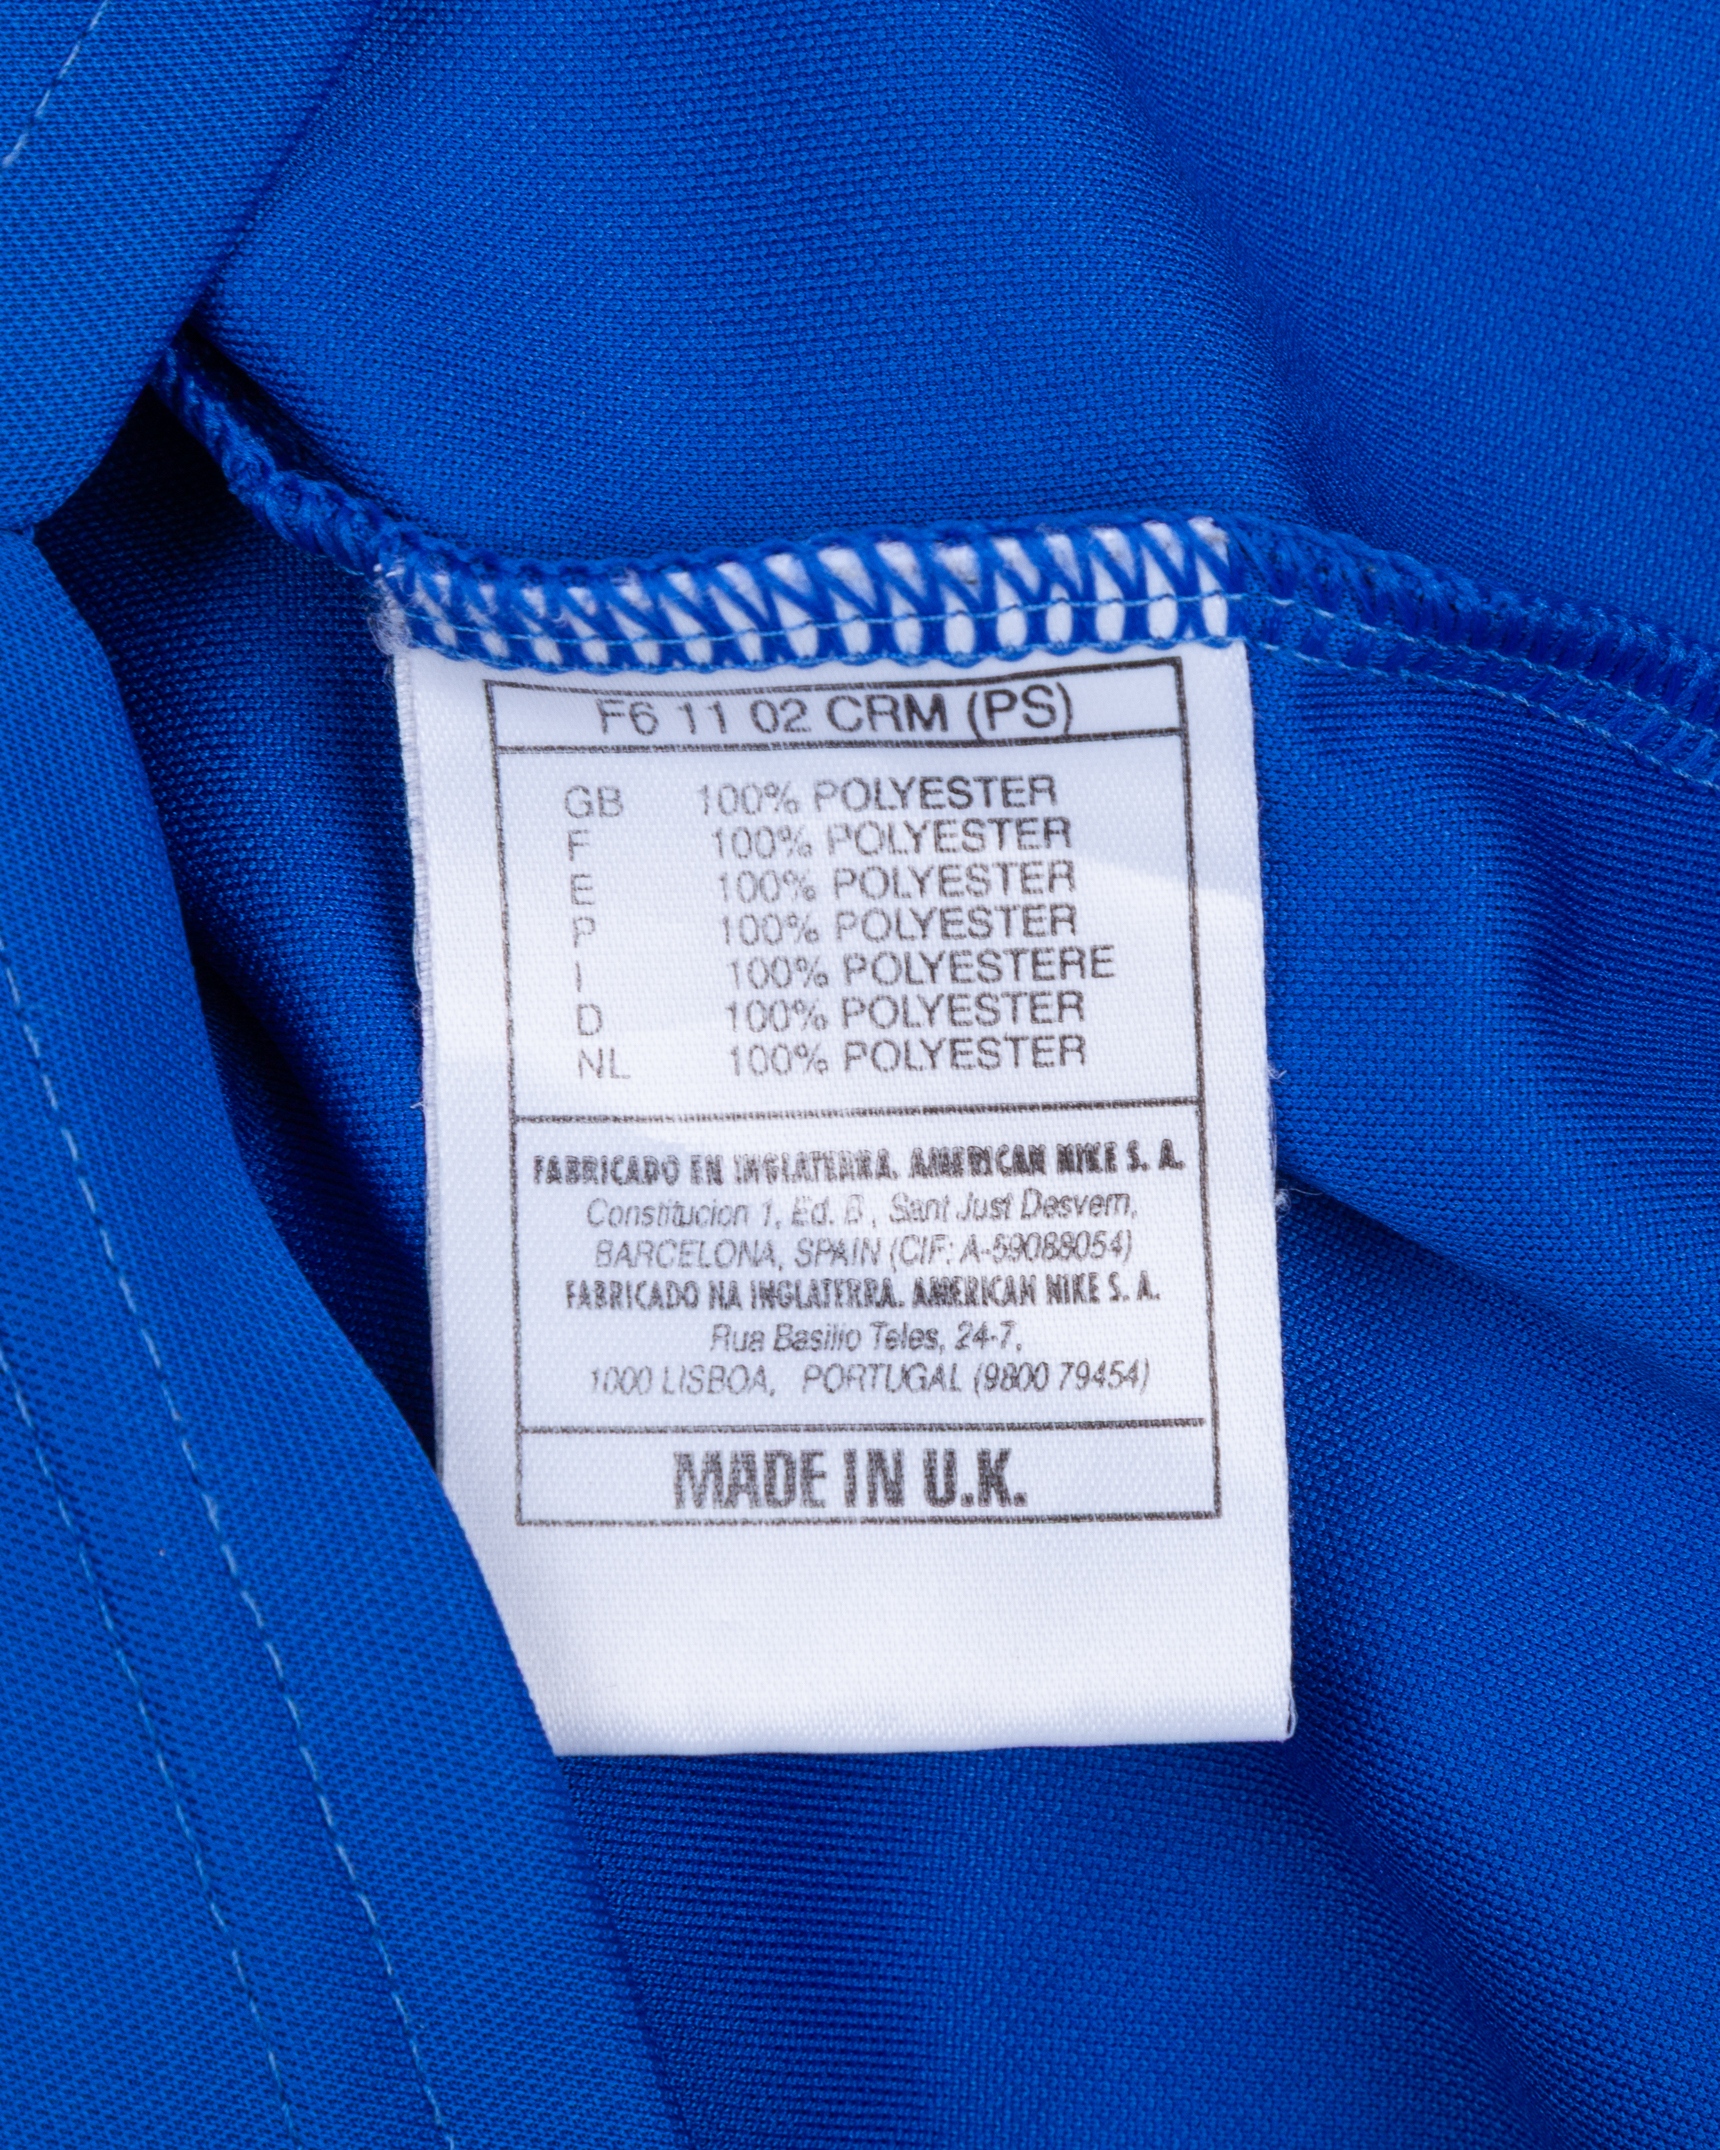 F6 11 02 CRM (PS)
GB 100% POLYESTER
F 100% POLYESTER
E 100% POLYESTER
P 100% POLYESTER
I 100% POLYESTERE
D 100% POLYESTER
NL 100% POLYESTER
FABRICADO EN INGLATERRA. AMERICAN NIKE S. A.
Constitucion 1, Ed. B, Sant Just Desvern,
BARCELONA, SPAIN (CIF: A-59088054)
FABRICADO NA INGLATERRA. AMERICAN NIKE S. A.
Rua Basilio Teles, 24-7,
1000 LISBOA, PORTUGAL (9800 79454)
MADE IN U.K.